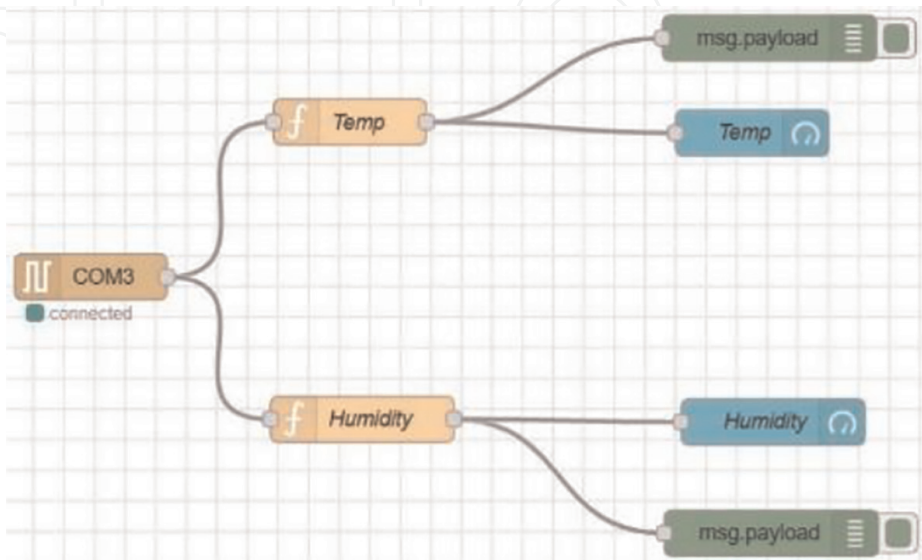 msg.payload
Temp
Temp
COM3
connected
Humidity
Humidity
msg.payload